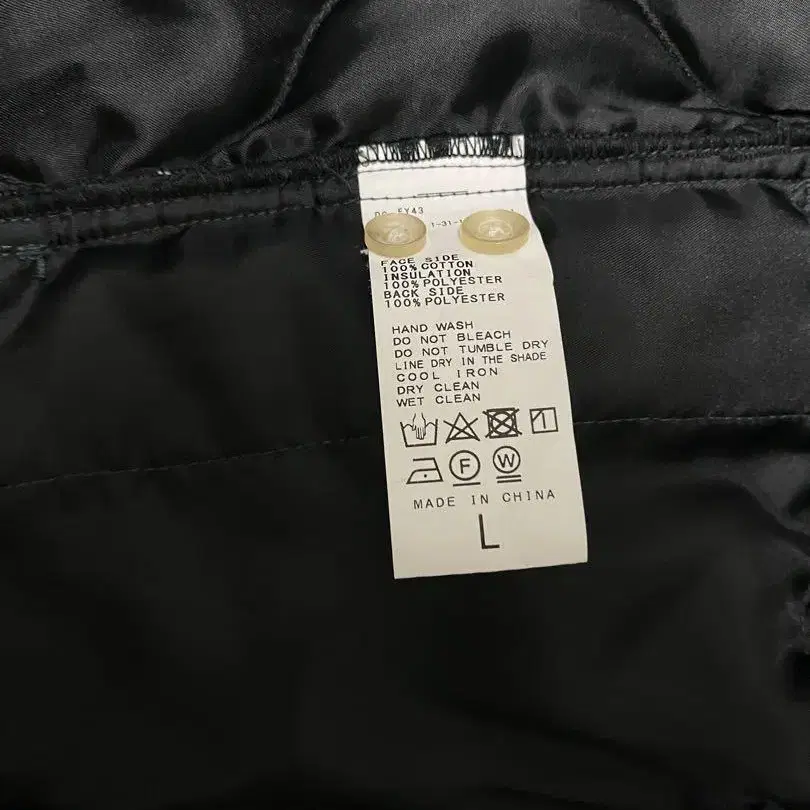 FACE SIDE
100% COTTON
INSULATION
100% POLYESTER
BACK SIDE
100% POLYESTER
HAND WASH
DO NOT BLEACH
DO NOT TUMBLE DRY
LINE DRY IN THE SHADE
COOL IRON
DRY CLEAN
WET CLEAN
F W
MADE IN CHINA
L